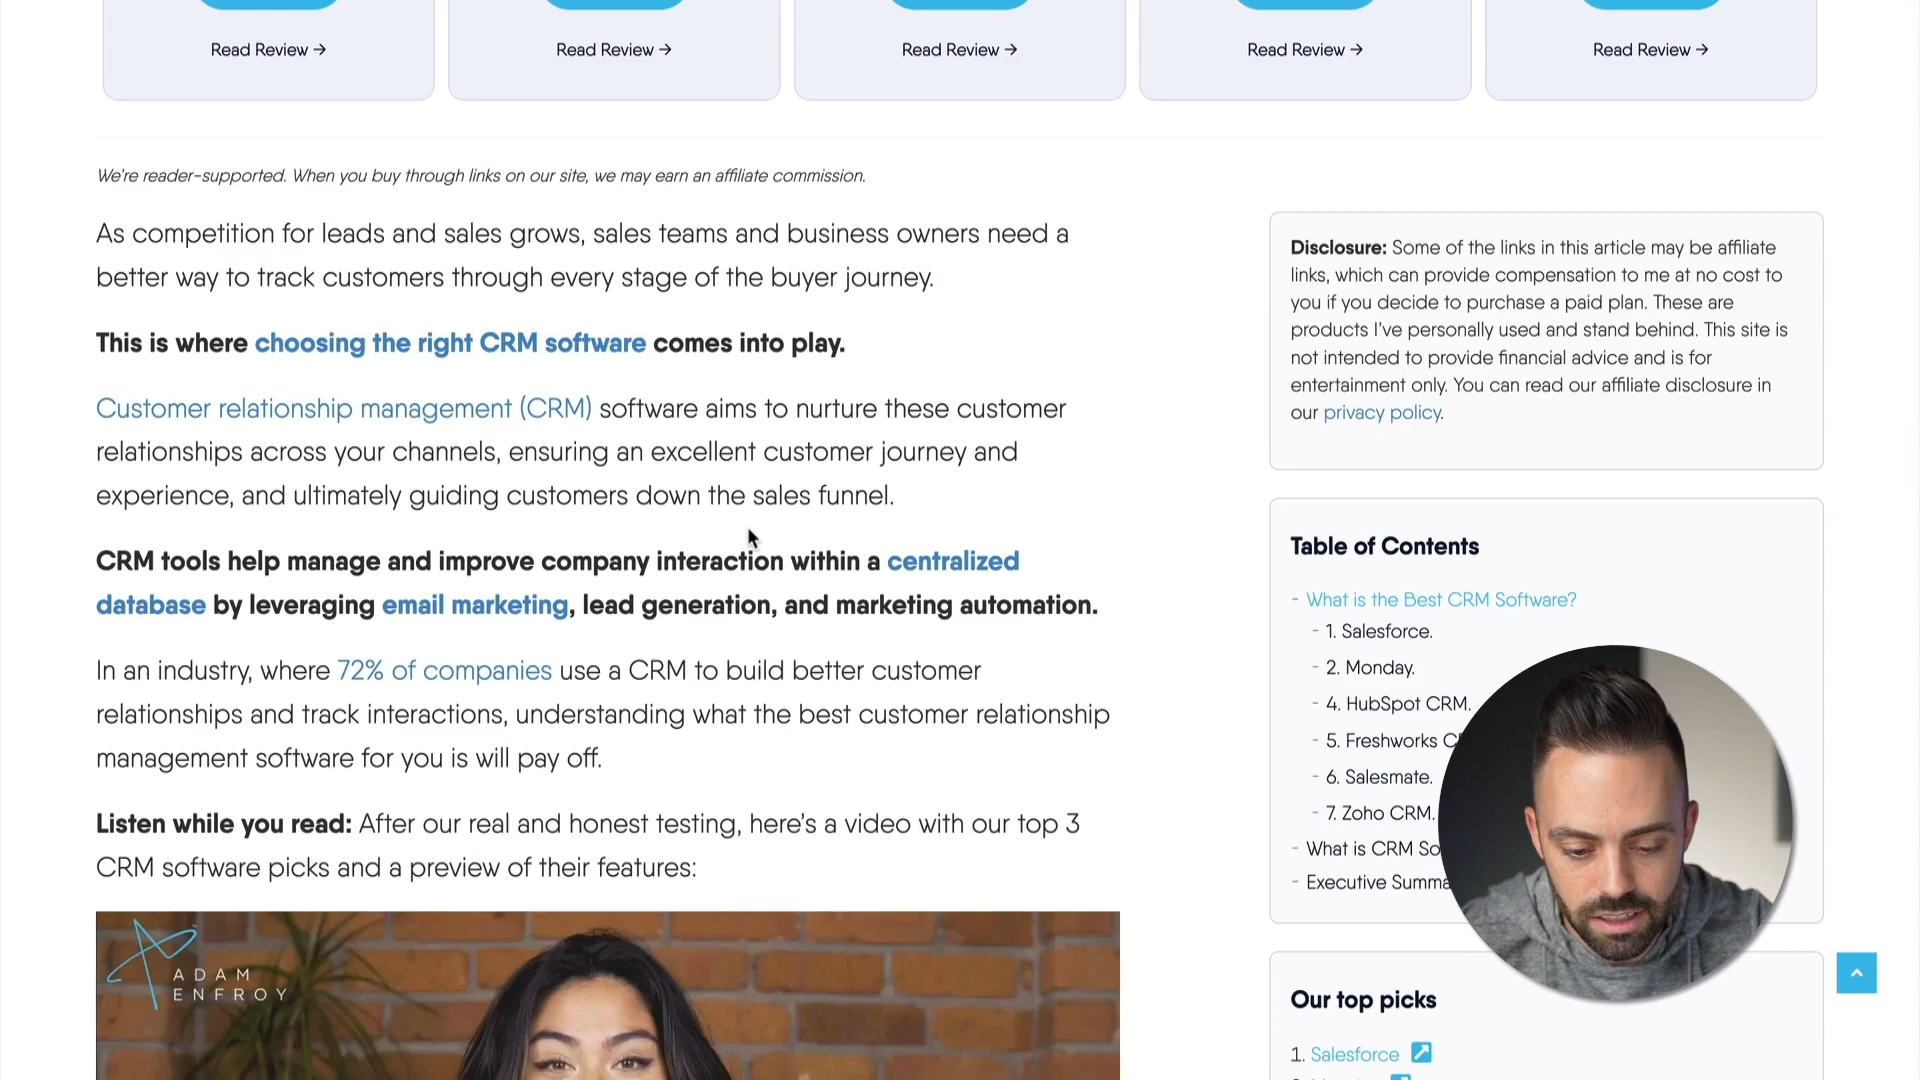 Read Review →
Read Review →
Read Review →
Read Review →
Read Review →
We're reader-supported. When you buy through links on our site, we may earn an affiliate commission.
As competition for leads and sales grows, sales teams and business owners need a
better way to track customers through every stage of the buyer journey.
This is where choosing the right CRM software comes into play.
Customer relationship management (CRM) software aims to nurture these customer
relationships across your channels, ensuring an excellent customer journey and
experience, and ultimately guiding customers down the sales funnel.
CRM tools help manage and improve company interaction within a centralized
database by leveraging email marketing, lead generation, and marketing automation.
In an industry, where 72% of companies use a CRM to build better customer
relationships and track interactions, understanding what the best customer relationship
management software for you is will pay off.
Listen while you read: After our real and honest testing, here's a video with our top 3
CRM software picks and a preview of their features:
ADAM
ENFROY
Disclosure: Some of the links in this article may be affiliate
links, which can provide compensation to me at no cost to
you if you decide to purchase a paid plan. These are
products I've personally used and stand behind. This site is
not intended to provide financial advice and is for
entertainment only. You can read our affiliate disclosure in
our privacy policy.
Table of Contents
- What is the Best CRM Software?
- 1. Salesforce.
- 2. Monday.
- 4. HubSpot CRM.
- 5. Freshworks
- 6. Salesmate.
- 7. Zoho CRM.
- What is CRM
- Executive
Our top picks
1. Salesforce